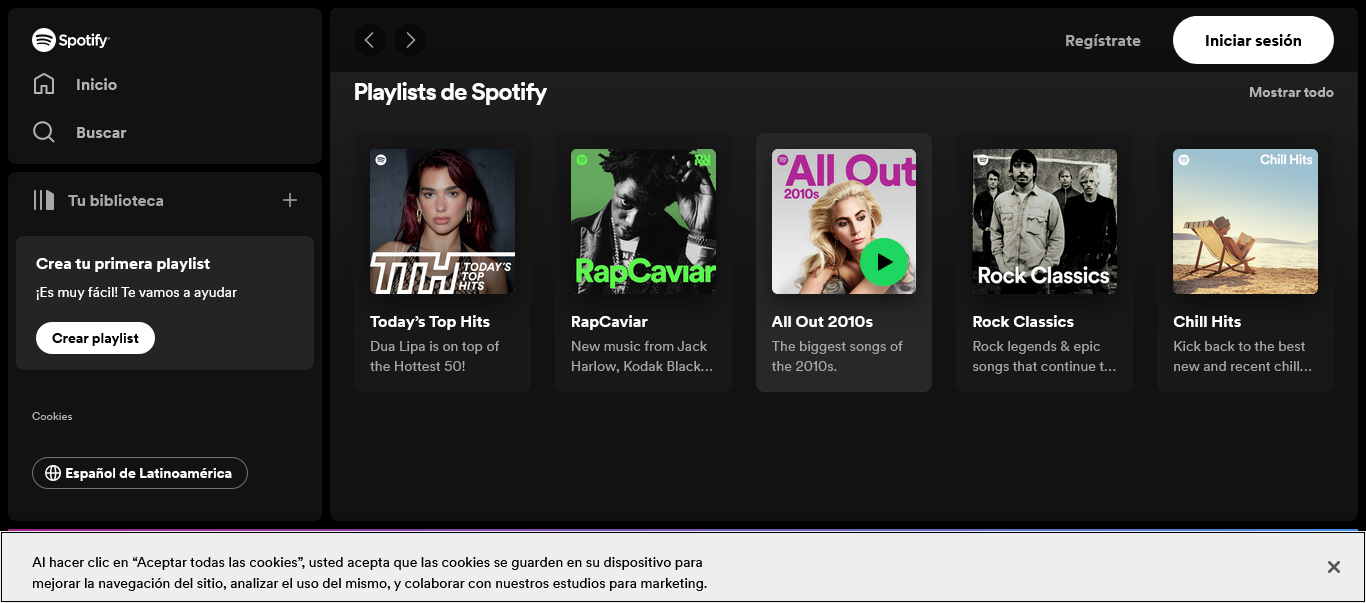 Spotify
Inicio
Buscar
Tu biblioteca
Crea tu primera playlist
¡Es muy fácil! Te vamos a ayudar
Crear playlist
Cookies
Español de Latinoamérica
Regístrate
Iniciar sesión
Playlists de Spotify
Mostrar todo
TTH TODAY'S
TOP
HITS
Today’s Top Hits
Dua Lipa is on top of
the Hottest 50!
RapCaviar
RapCaviar
New music from Jack
Harlow, Kodak Black…
All Out
2010s
All Out 2010s
The biggest songs of
the 2010s.
Rock Classics
Rock Classics
Rock legends & epic
songs that continue t…
Chill Hits
Chill Hits
Kick back to the best
new and recent chill…
Al hacer clic en “Aceptar todas las cookies”, usted acepta que las cookies se guarden en su dispositivo para
mejorar la navegación del sitio, analizar el uso del mismo, y colaborar con nuestros estudios para marketing.